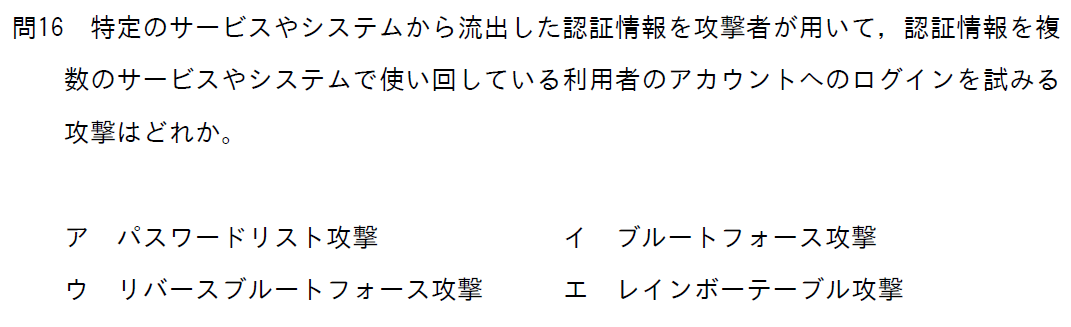 問16　特定のサービスやシステムから流出した認証情報を攻撃者が用いて，認証情報を複
数のサービスやシステムで使い回している利用者のアカウントへのログインを試みる
攻撃はどれか。
ア　パスワードリスト攻撃　　イ　ブルートフォース攻撃
ウ　リバースブルートフォース攻撃　　エ　レインボーテーブル攻撃